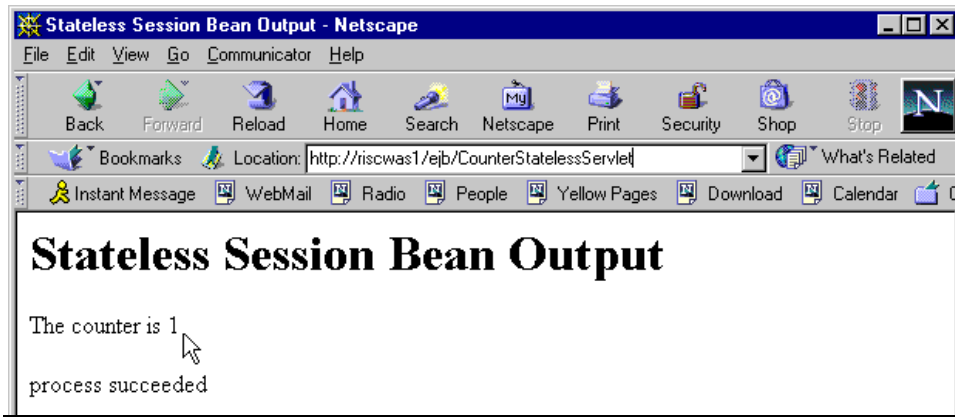 Stateless Session Bean Output - Netscape
File Edit View Go Communicator Help
My N
Back Forward Reload Home Search Netscape Print Security Shop Stop
Bookmarks Location: http://riscwas1/ejb/CounterStatelessServlet What's Related
Instant Message WebMail Radio People Yellow Pages Download Calendar
Stateless Session Bean Output
The counter is 1
process succeeded